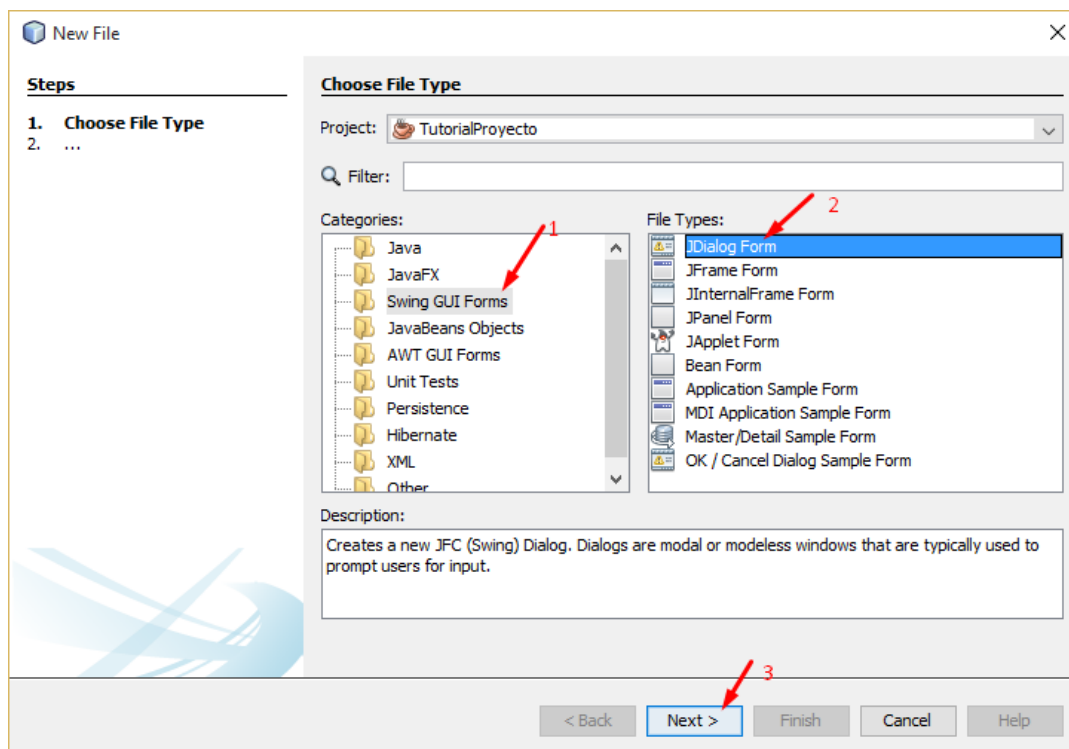 New File
Steps
1. Choose File Type
2. ...
Choose File Type
Project: TutorialProyecto
Filter:
Categories:
1
Java
JavaFX
Swing GUI Forms
JavaBeans Objects
AWT GUI Forms
Unit Tests
Persistence
Hibernate
XML
Other
File Types:
2
JDialog Form
JFrame Form
JInternalFrame Form
JPanel Form
JApplet Form
Bean Form
Application Sample Form
MDI Application Sample Form
Master/Detail Sample Form
OK / Cancel Dialog Sample Form
Description:
Creates a new JFC (Swing) Dialog. Dialogs are modal or modeless windows that are typically used to
prompt users for input.
3
< Back Next > Finish Cancel Help